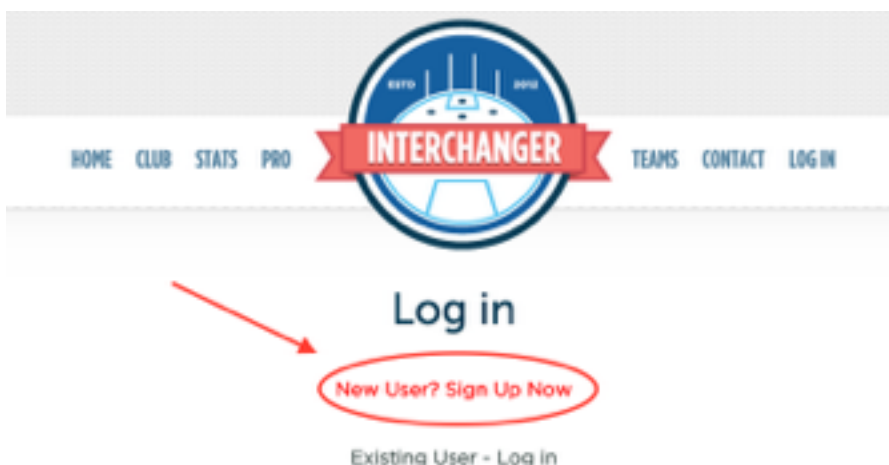 ESTD 2012
INTERCHANGER
HOME CLUB STATS PRO TEAMS CONTACT LOG IN
Log in
New User? Sign Up Now
Existing User - Log in